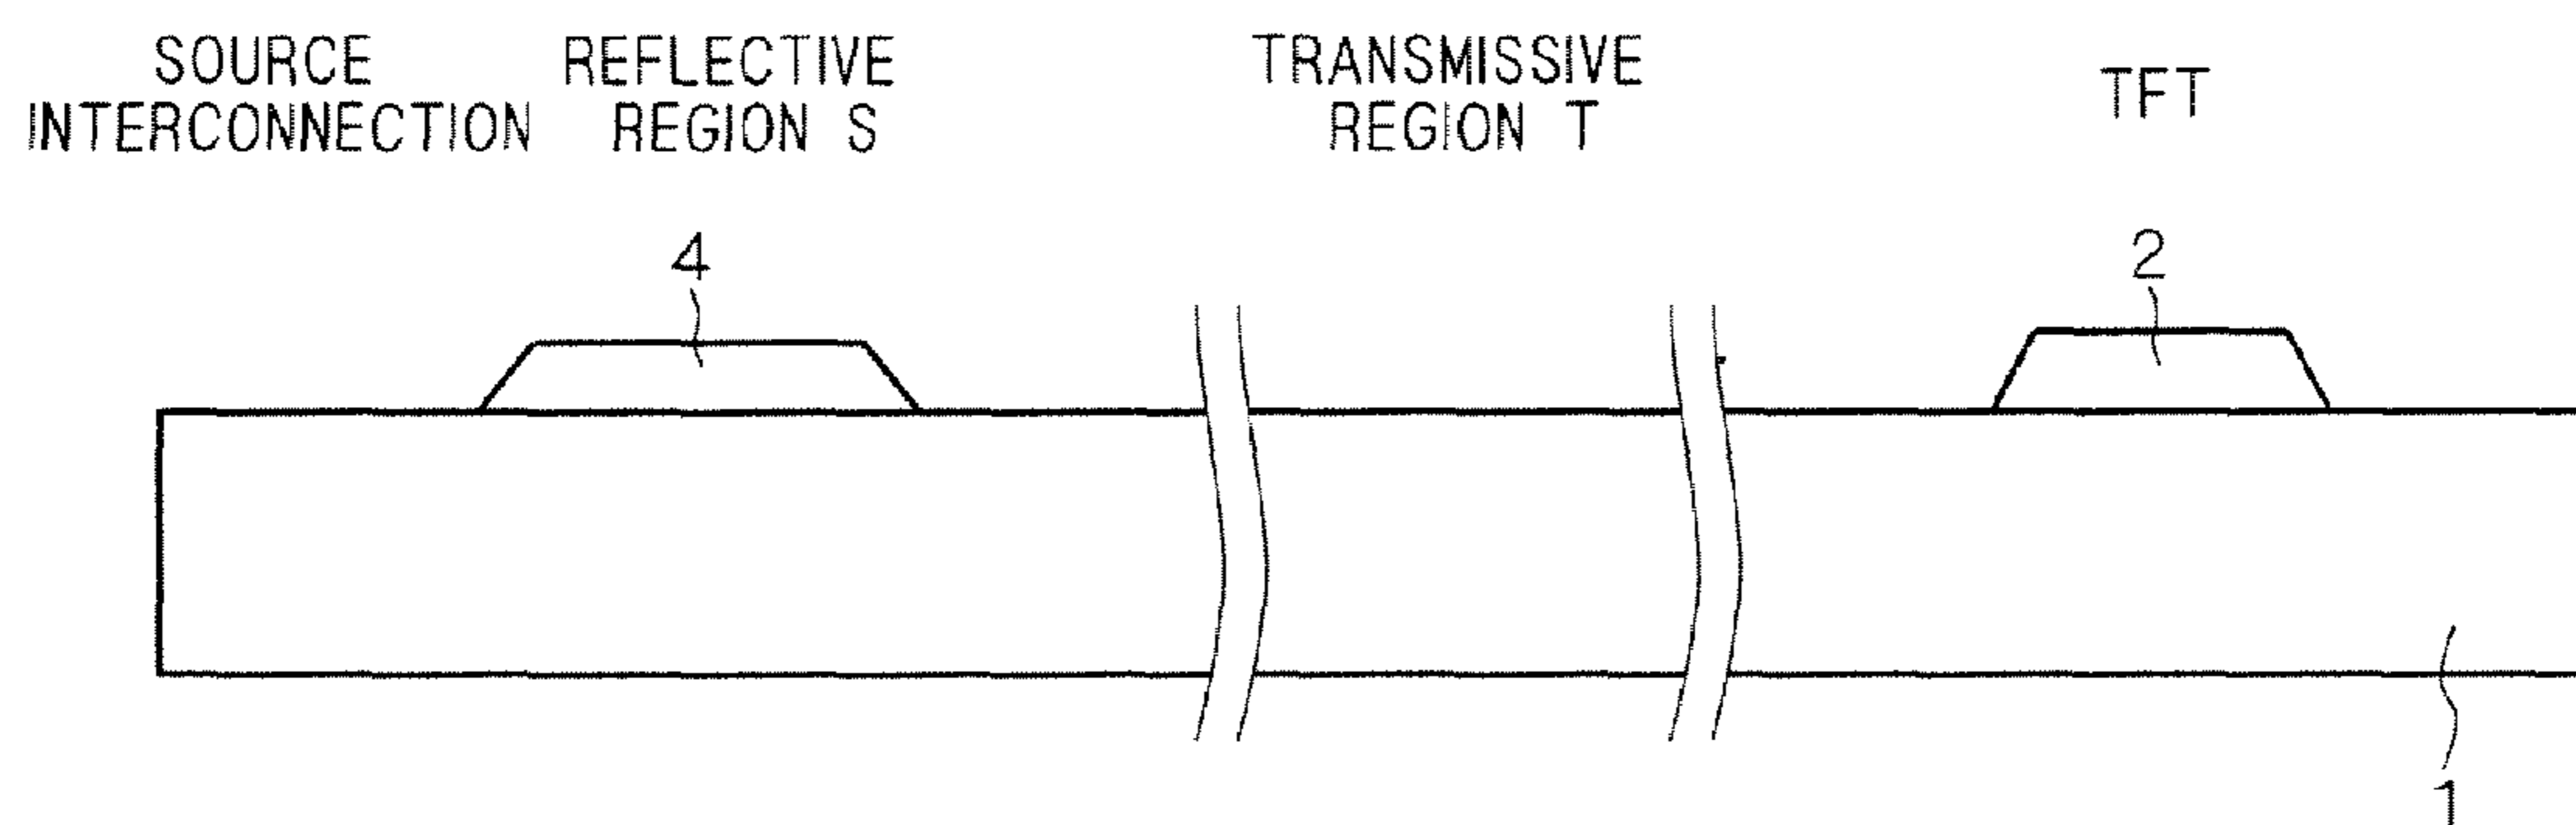 SOURCE
INTERCONNECTION
REFLECTIVE
REGION S
TRANSMISSIVE
REGION T
TFT
4
2
1